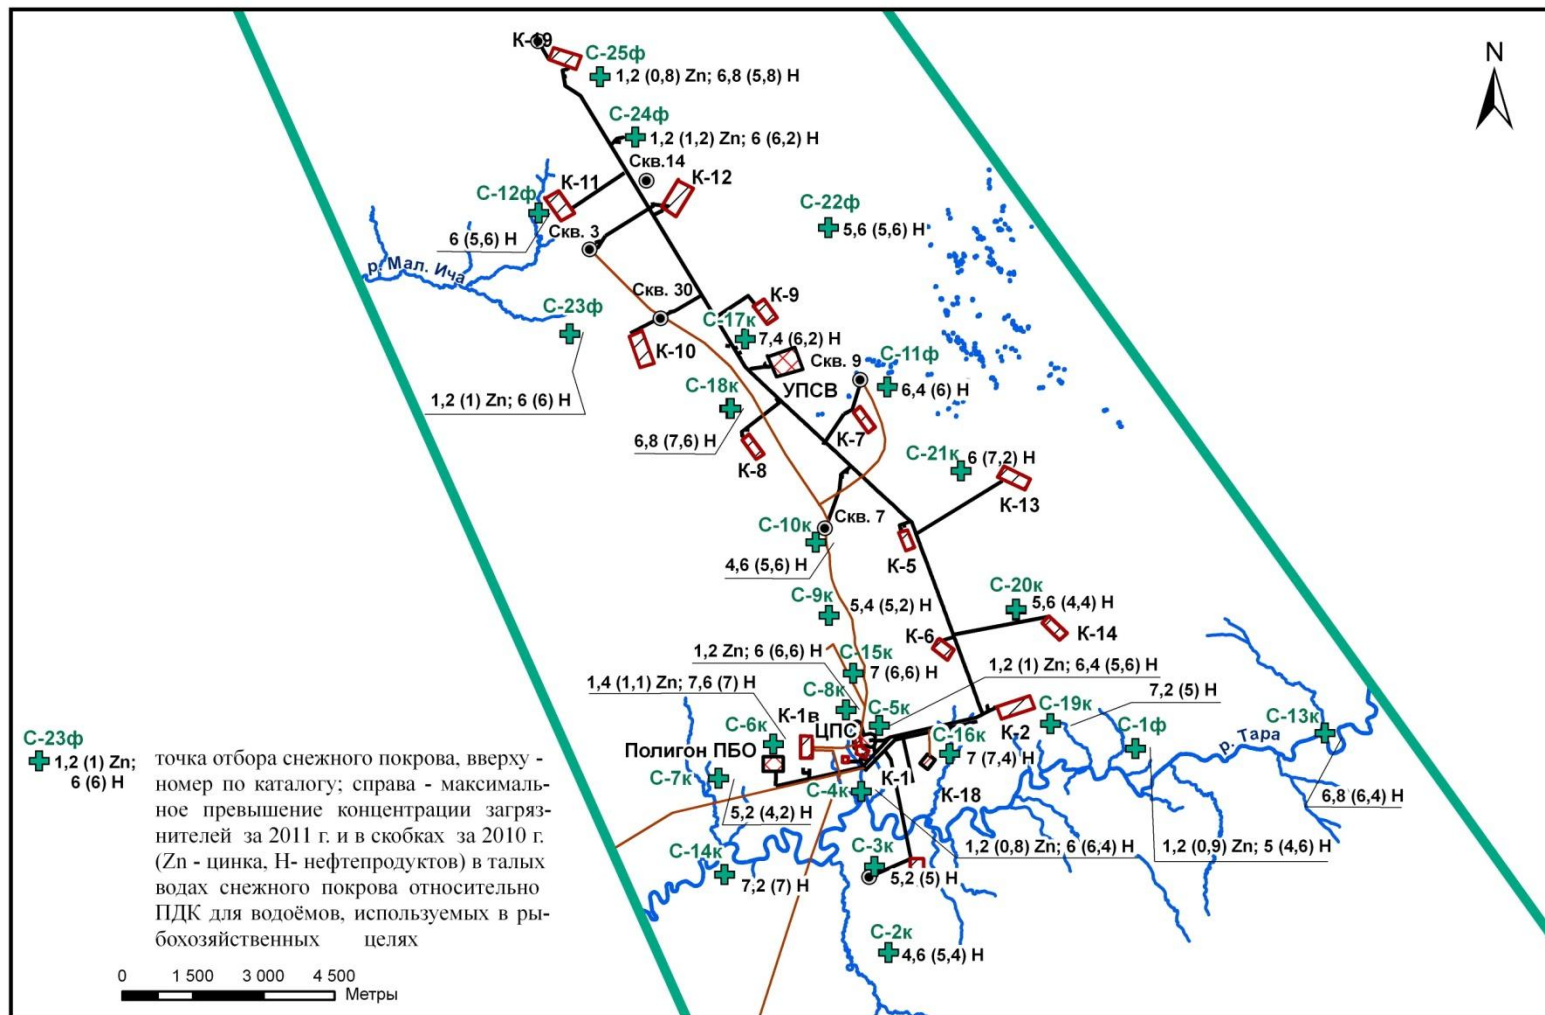 К-19
С-25ф
1,2 (0,8) Zn; 6,8 (5,8) Н
N
С-24ф
1,2 (1,2) Zn; 6 (6,2) Н
Скв.14
К-11
К-12
С-12ф
С-22ф
5,6 (5,6) Н
6 (5,6) Н
Скв. 3
р. Мал. Ича
Скв. 30
К-9
С-23ф
С-17к
7,4 (6,2) Н
К-10
Скв. 9
С-11ф
6,4 (6) Н
УПСВ
С-18к
1,2 (1) Zn; 6 (6) Н
6,8 (7,6) Н
К-7
К-8
С-21к
6 (7,2) Н
К-13
Скв. 7
С-10к
4,6 (5,6) Н
К-5
С-9к
5,4 (5,2) Н
С-20к
5,6 (4,4) Н
К-6
К-14
1,2 Zn; 6 (6,6) Н
С-15к
7 (6,6) Н
1,2 (1) Zn; 6,4 (5,6) Н
1,4 (1,1) Zn; 7,6 (7) Н
С-8к
7,2 (5) Н
С-6к
К-1в
ЦПС
С-5к
С-19к
К-2
С-1ф
С-13к
р. Тара
Полигон ПБО
С-16к
7 (7,4) Н
С-7к
К-1
К-18
С-4к
5,2 (4,2) Н
6,8 (6,4) Н
1,2 (0,8) Zn; 6 (6,4) Н
1,2 (0,9) Zn; 5 (4,6) Н
С-14к
7,2 (7) Н
С-3к
5,2 (5) Н
С-2к
4,6 (5,4) Н
С-23ф
1,2 (1) Zn;
6 (6) Н
точка отбора снежного покрова, вверху -
номер по каталогу; справа - максималь-
ное превышение концентрации загряз-
нителей за 2011 г. и в скобках за 2010 г.
(Zn - цинка, Н- нефтепродуктов) в талых
водах снежного покрова относительно
ПДК для водоёмов, используемых в ры-
бохозяйственных целях
0 1 500 3 000 4 500
Метры